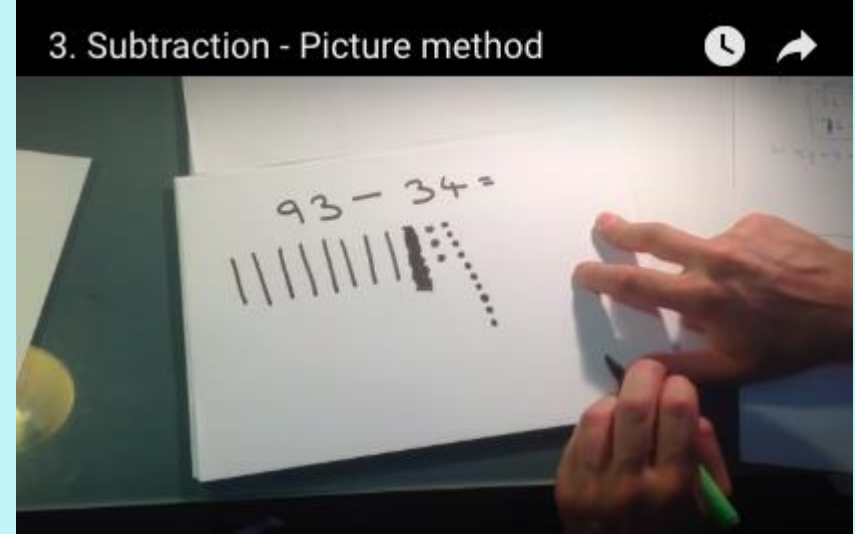 3. Subtraction - Picture method
93 - 34 =